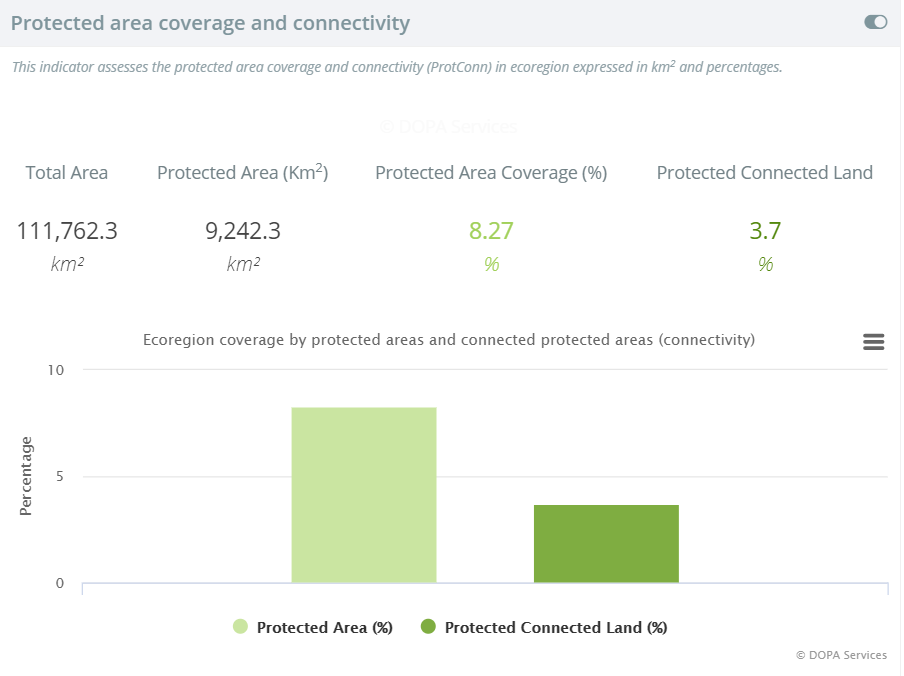 Protected area coverage and connectivity
This indicator assesses the protected area coverage and connectivity (ProtConn) in ecoregion expressed in km² and percentages.
© DOPA Services
Total Area Protected Area (Km²) Protected Area Coverage (%) Protected Connected Land
111,762.3 9,242.3 8.27 3.7
km² km² % %
Ecoregion coverage by protected areas and connected protected areas (connectivity)
10
5
0
Percentage
Protected Area (%) Protected Connected Land (%)
© DOPA Services